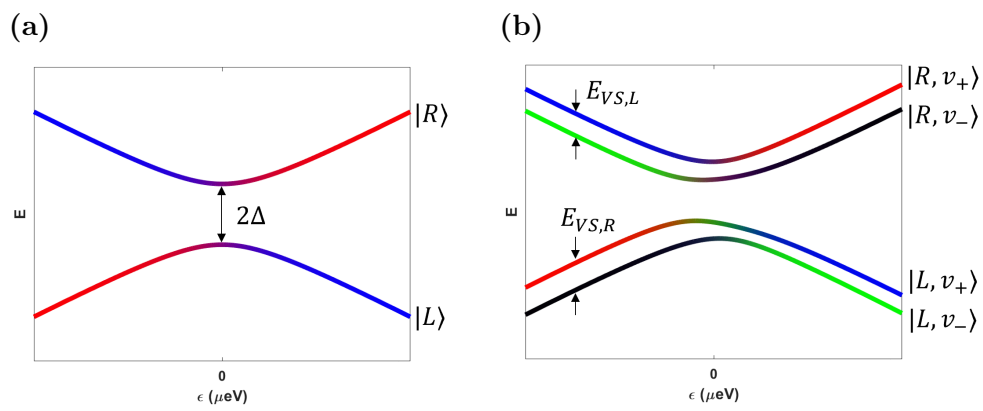 (a)
(b)
|R⟩
2Δ
|L⟩
E
0
ϵ (μeV)
E_{VS,L}
|R, v_+⟩
|R, v_-⟩
E_{VS,R}
|L, v_+⟩
|L, v_-⟩
E
0
ϵ (μeV)